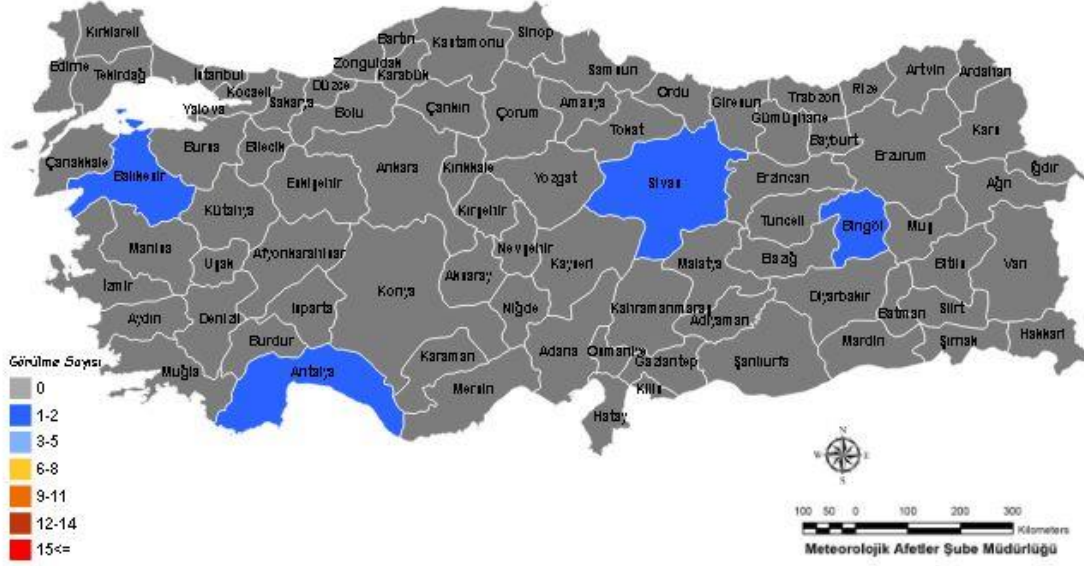 Kırklareli
Edirne
Tekirdağ
İstanbul
Kocaeli
Yalova
Sakarya
Düzce
Zonguldak
Bartın
Karabük
Kastamonu
Sinop
Samsun
Ordu
Giresun
Trabzon
Rize
Artvin
Ardahan
Gümüşhane
Bayburt
Kars
Iğdır
Ağrı
Erzurum
Erzincan
Bolu
Çankırı
Çorum
Amasya
Tokat
Çanakkale
Balıkesir
Bursa
Bilecik
Eskişehir
Ankara
Kırıkkale
Yozgat
Sivas
Tunceli
Bingöl
Muş
Bitlis
Van
Kütahya
Kırşehir
Nevşehir
Kayseri
Malatya
Elazığ
Manisa
Uşak
Afyonkarahisar
Aksaray
Konya
Niğde
Kahramanmaraş
Adıyaman
Diyarbakır
Batman
Siirt
İzmir
Aydın
Denizli
Isparta
Burdur
Muğla
Antalya
Karaman
Mersin
Adana
Osmaniye
Gaziantep
Kilis
Hatay
Şanlıurfa
Mardin
Şırnak
Hakkari
Görülme Sayısı
0
1-2
3-5
6-8
9-11
12-14
15<=
N
W E
S
100 50 0 100 200 300
Kilometers
Meteorolojik Afetler Şube Müdürlüğü